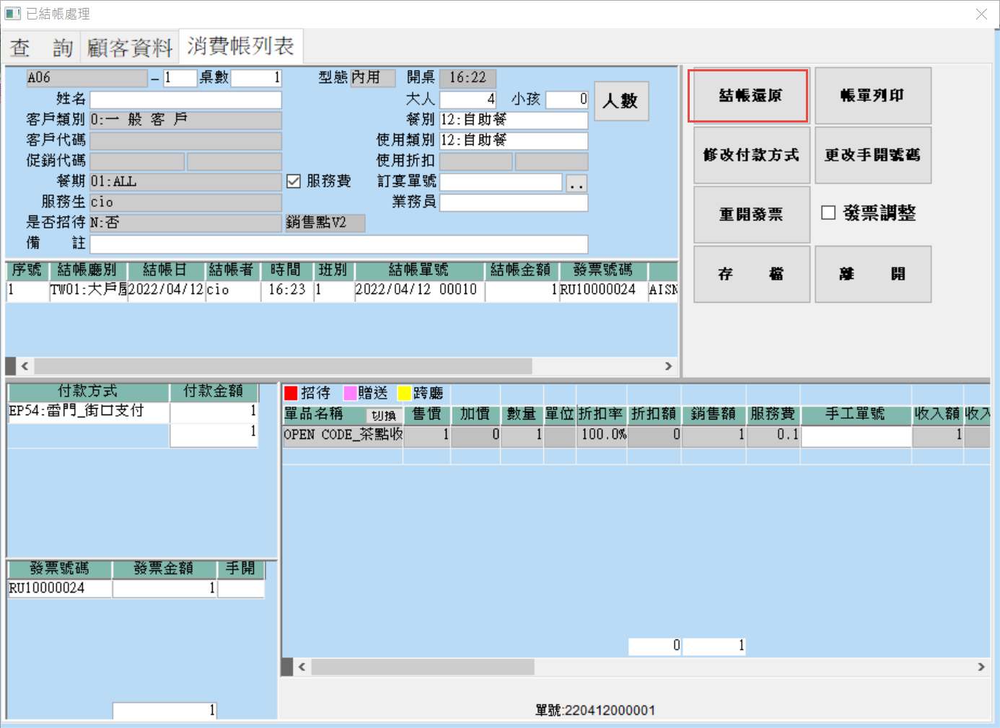 已結帳處理
查 詢 顧客資料 消費帳列表
A06 – 1 桌數 1 型態 內用 開桌 16:22
姓名 大人 4 小孩 0 人數
客戶類別 0:一 般 客 戶 餐別 12:自助餐
客戶代碼 使用類別 12:自助餐
促銷代碼 使用折扣
餐期 01:ALL 服務費 訂宴單號 ..
服務生 cio 業務員
是否招待 N:否 銷售點V2
備 註
結帳還原 帳單列印
修改付款方式 更改手開號碼
重開發票 發票調整
存 檔 離 開
序號 結帳廳別 結帳日 結帳者 時間 班別 結帳單號 結帳金額 發票號碼
1 TW01:大戶屋 2022/04/12 cio 16:23 1 2022/04/12 00010 1 RU10000024 AISN
付款方式 付款金額
EP54:雷門_街口支付 1
1
發票號碼 發票金額 手開
RU10000024 1
1
招待 贈送 跨廳
單品名稱 切換 售價 加價 數量 單位 折扣率 折扣額 銷售額 服務費 手工單號 收入額 收入
OPEN CODE_茶點收 1 0 1 100.0% 0 1 0.1 1
0 1
單號:220412000001